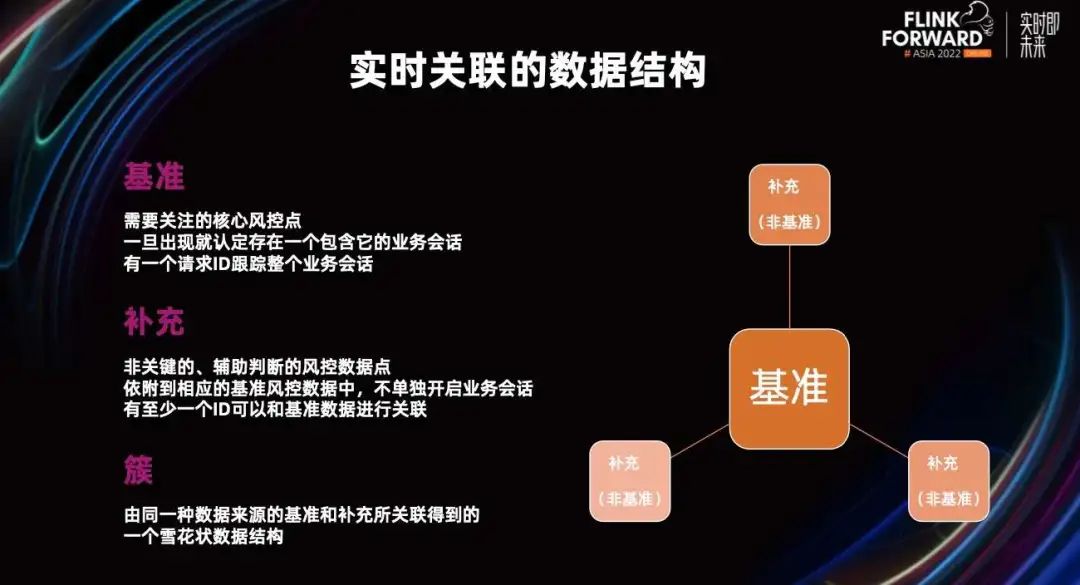 FLINK
FORWARD
# ASIA 2022
实时即
未来
实时关联的数据结构
基准
需要关注的核心风控点
一旦出现就认定存在一个包含它的业务会话
有一个请求ID跟踪整个业务会话
补充
非关键的、辅助判断的风控数据点
依附到相应的基准风控数据中，不单独开启业务会话
有至少一个ID可以和基准数据进行关联
簇
由同一种数据来源的基准和补充所关联得到的
一个雪花状数据结构
补充
（非基准）
基准
补充
（非基准）
补充
（非基准）